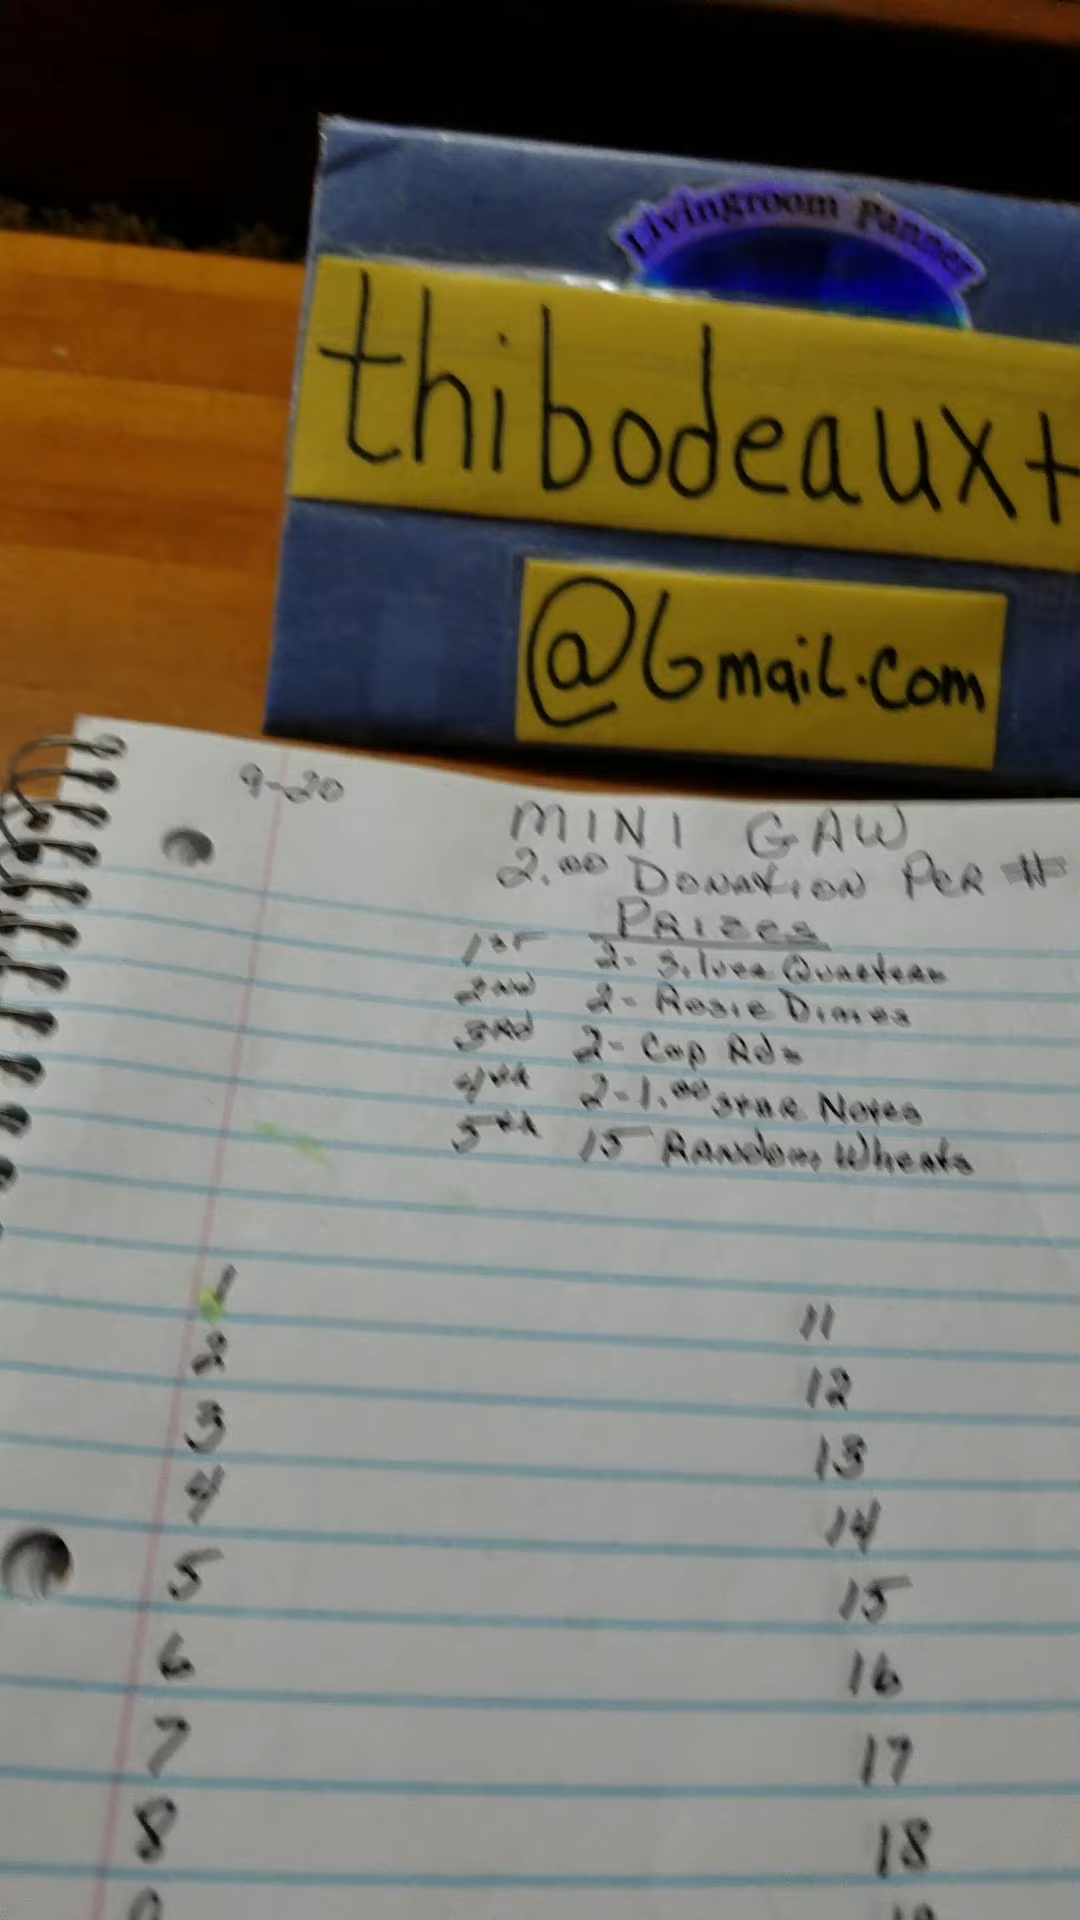 Livingroom Panner
thibodeauxt
@Gmail.com
9-20
MINI GAW
2.00 DONATION PER #
PRIZES
1ST 2- Silver Quarters
2nd 2- Rosie Dimes
3Rd 2- Cap Rds
4th 2-1.00 STAR Notes
5th 15 RANdom Wheats
1 11
2 12
3 13
4 14
5 15
6 16
7 17
8 18